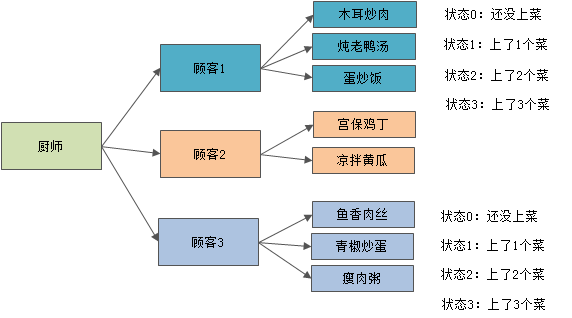 木耳炒肉
状态0：还没上菜
炖老鸭汤
状态1：上了1个菜
顾客1
蛋炒饭
状态2：上了2个菜
状态3：上了3个菜
宫保鸡丁
厨师
顾客2
凉拌黄瓜
鱼香肉丝
状态0：还没上菜
顾客3
青椒炒蛋
状态1：上了1个菜
瘦肉粥
状态2：上了2个菜
状态3：上了3个菜